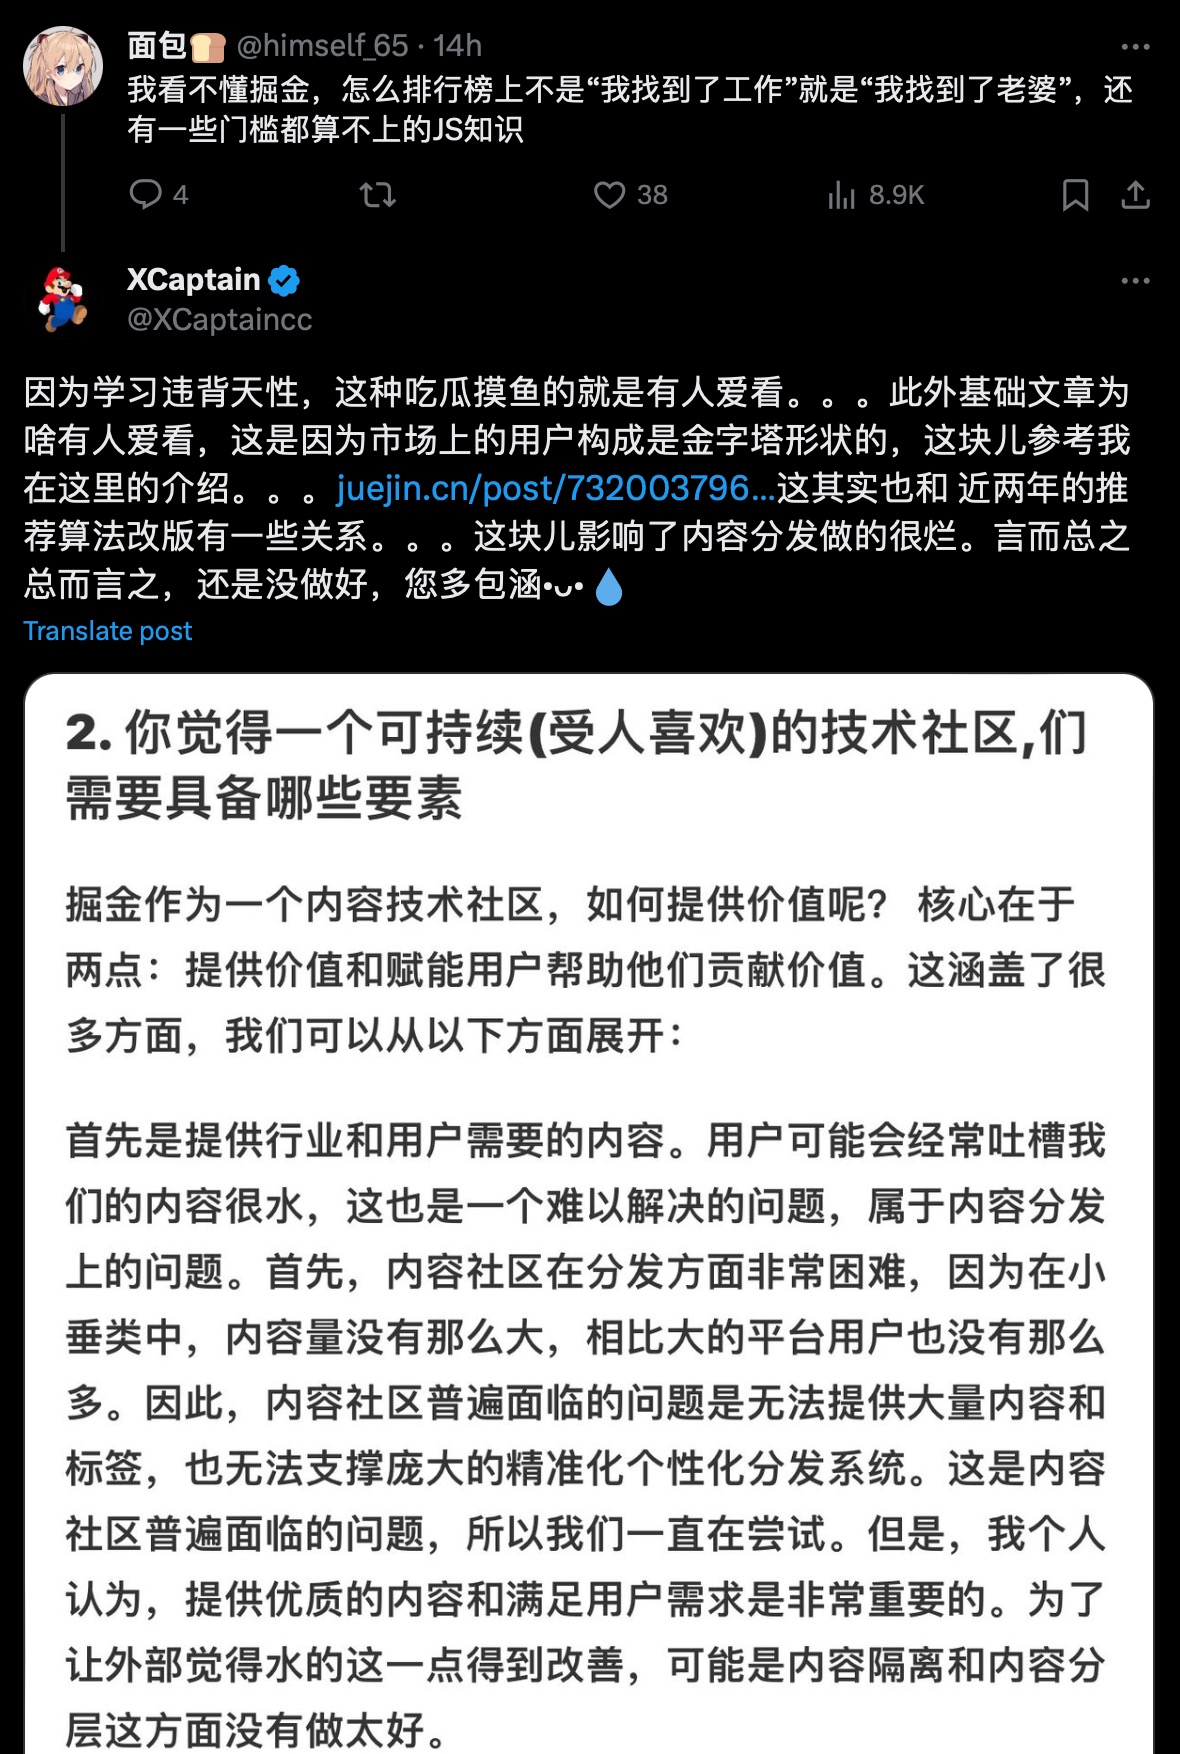 面包🍞 @himself_65 · 14h
我看不懂掘金，怎么排行榜上不是“我找到了工作”就是“我找到了老婆”，还
有一些门槛都算不上的JS知识
4 38 8.9K
XCaptain
@XCaptaincc
因为学习违背天性，这种吃瓜摸鱼的就是有人爱看。。。此外基础文章为
啥有人爱看，这是因为市场上的用户构成是金字塔形状的，这块儿参考我
在这里的介绍。。。juejin.cn/post/732003796…这其实也和 近两年的推
荐算法改版有一些关系。。。这块儿影响了内容分发做的很烂。言而总之
总而言之，还是没做好，您多包涵•ᴗ•💧
Translate post
2. 你觉得一个可持续(受人喜欢)的技术社区,们
需要具备哪些要素
掘金作为一个内容技术社区，如何提供价值呢？ 核心在于
两点：提供价值和赋能用户帮助他们贡献价值。这涵盖了很
多方面，我们可以从以下方面展开：
首先是提供行业和用户需要的内容。用户可能会经常吐槽我
们的内容很水，这也是一个难以解决的问题，属于内容分发
上的问题。首先，内容社区在分发方面非常困难，因为在小
垂类中，内容量没有那么大，相比大的平台用户也没有那么
多。因此，内容社区普遍面临的问题是无法提供大量内容和
标签，也无法支撑庞大的精准化个性化分发系统。这是内容
社区普遍面临的问题，所以我们一直在尝试。但是，我个人
认为，提供优质的内容和满足用户需求是非常重要的。为了
让外部觉得水的这一点得到改善，可能是内容隔离和内容分
层这方面没有做太好。